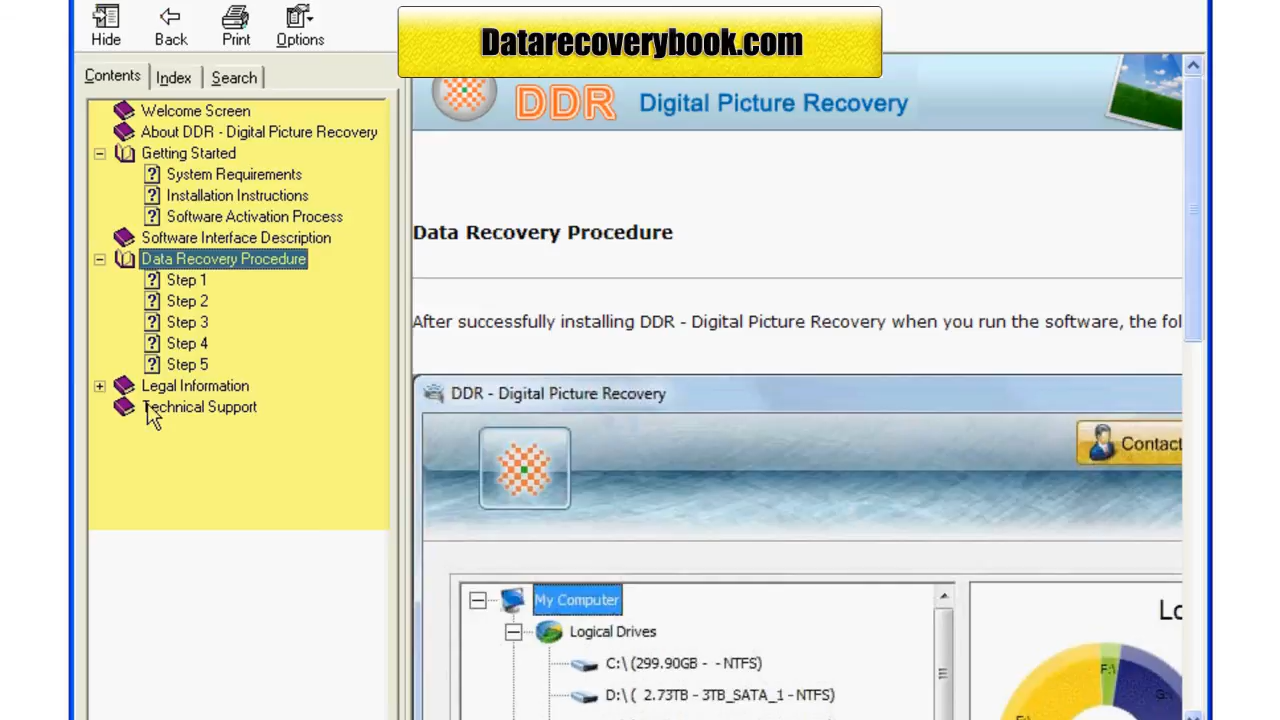 Hide
Back
Print
Options
Datarecoverybook.com
Contents
Index
Search
Welcome Screen
About DDR - Digital Picture Recovery
Getting Started
System Requirements
Installation Instructions
Software Activation Process
Software Interface Description
Data Recovery Procedure
Step 1
Step 2
Step 3
Step 4
Step 5
Legal Information
Technical Support
DDR Digital Picture Recovery
Data Recovery Procedure
After successfully installing DDR - Digital Picture Recovery when you run the software, the fol
DDR - Digital Picture Recovery
Contact
My Computer
Logical Drives
C:\ (299.90GB - - NTFS)
D:\ ( 2.73TB - 3TB_SATA_1 - NTFS)
Lo
F:\